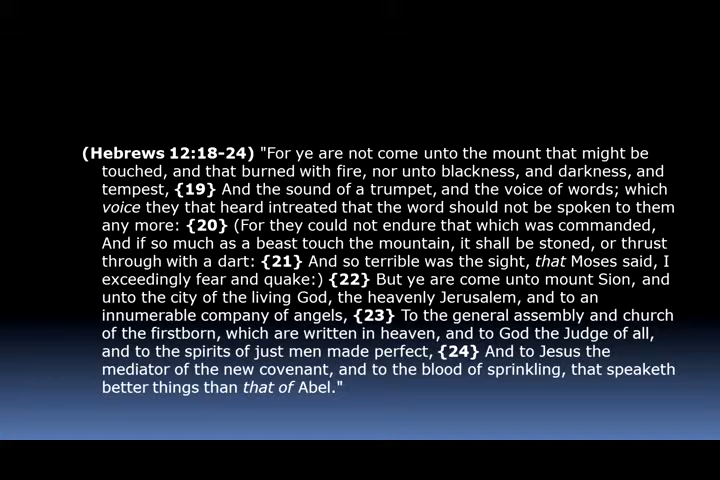 (Hebrews 12:18-24) "For ye are not come unto the mount that might be
touched, and that burned with fire, nor unto blackness, and darkness, and
tempest, {19} And the sound of a trumpet, and the voice of words; which
voice they that heard intreated that the word should not be spoken to them
any more: {20} (For they could not endure that which was commanded,
And if so much as a beast touch the mountain, it shall be stoned, or thrust
through with a dart: {21} And so terrible was the sight, that Moses said, I
exceedingly fear and quake:) {22} But ye are come unto mount Sion, and
unto the city of the living God, the heavenly Jerusalem, and to an
innumerable company of angels, {23} To the general assembly and church
of the firstborn, which are written in heaven, and to God the Judge of all,
and to the spirits of just men made perfect, {24} And to Jesus the
mediator of the new covenant, and to the blood of sprinkling, that speaketh
better things than that of Abel."